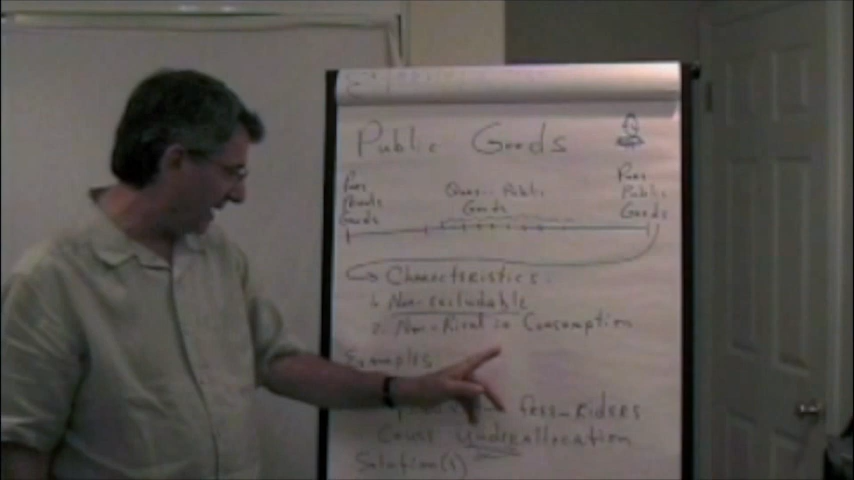 Public Goods
Pure
Private
Goods
Quasi-Public
Goods
Pure
Public
Goods
Characteristics.
1. Non-excludable
2. Non-Rival in Consumption
Examples.
free-Riders
Cause Underallocation
Solution(s)